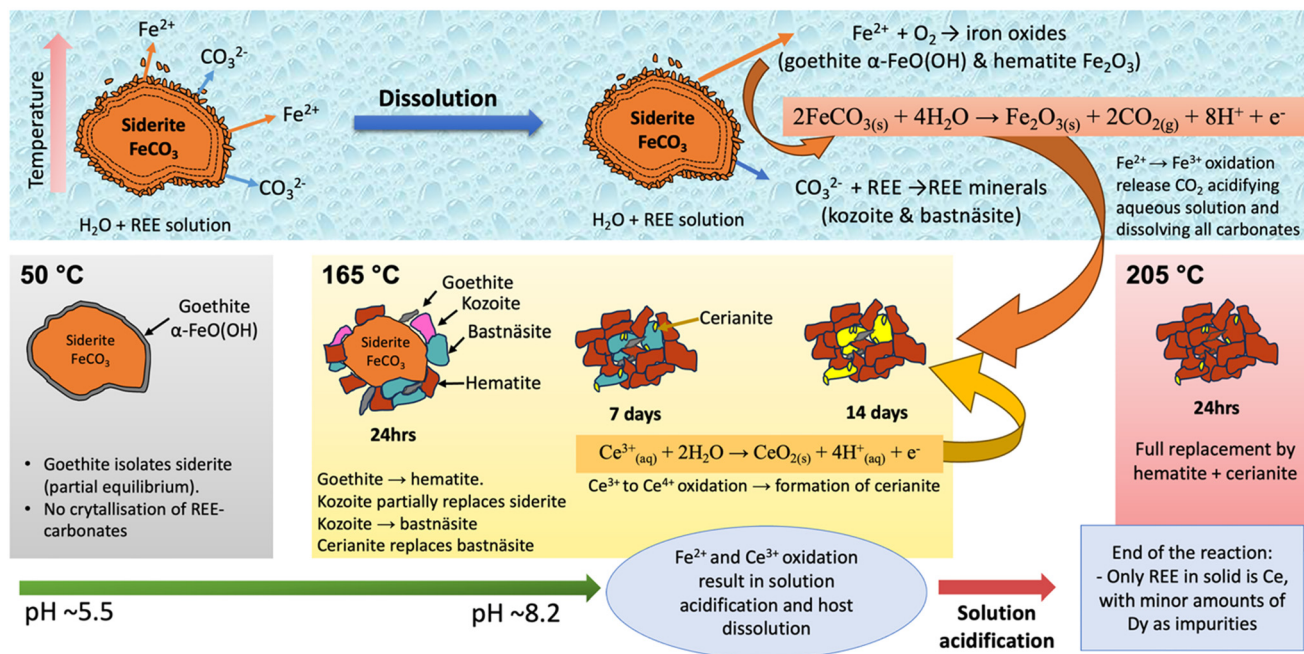 Temperature
Fe²⁺
CO₃²⁻
Siderite
FeCO₃
Fe²⁺
CO₃²⁻
H₂O + REE solution
Dissolution
Siderite
FeCO₃
H₂O + REE solution
Fe²⁺ + O₂ → iron oxides
(goethite α-FeO(OH) & hematite Fe₂O₃)
2FeCO₃₍ₛ₎ + 4H₂O → Fe₂O₃₍ₛ₎ + 2CO₂(g) + 8H⁺ + e⁻
CO₃²⁻ + REE →REE minerals
(kozoite & bastnäsite)
Fe²⁺ → Fe³⁺ oxidation
release CO₂ acidifying
aqueous solution and
dissolving all carbonates
50 °C
Goethite
α-FeO(OH)
Siderite
FeCO₃
• Goethite isolates siderite
(partial equilibrium).
• No crytallisation of REE-
carbonates
165 °C
Goethite
Kozoite
Bastnäsite
Siderite
FeCO₃
Hematite
24hrs
Cerianite
7 days
14 days
Ce³⁺(aq) + 2H₂O → CeO₂₍ₛ₎ + 4H⁺(aq) + e⁻
Ce³⁺ to Ce⁴⁺ oxidation → formation of cerianite
Goethite → hematite.
Kozoite partially replaces siderite
Kozoite → bastnäsite
Cerianite replaces bastnäsite
205 °C
24hrs
Full replacement by
hematite + cerianite
pH ~5.5
pH ~8.2
Fe²⁺ and Ce³⁺ oxidation
result in solution
acidification and host
dissolution
Solution
acidification
End of the reaction:
- Only REE in solid is Ce,
with minor amounts of
Dy as impurities